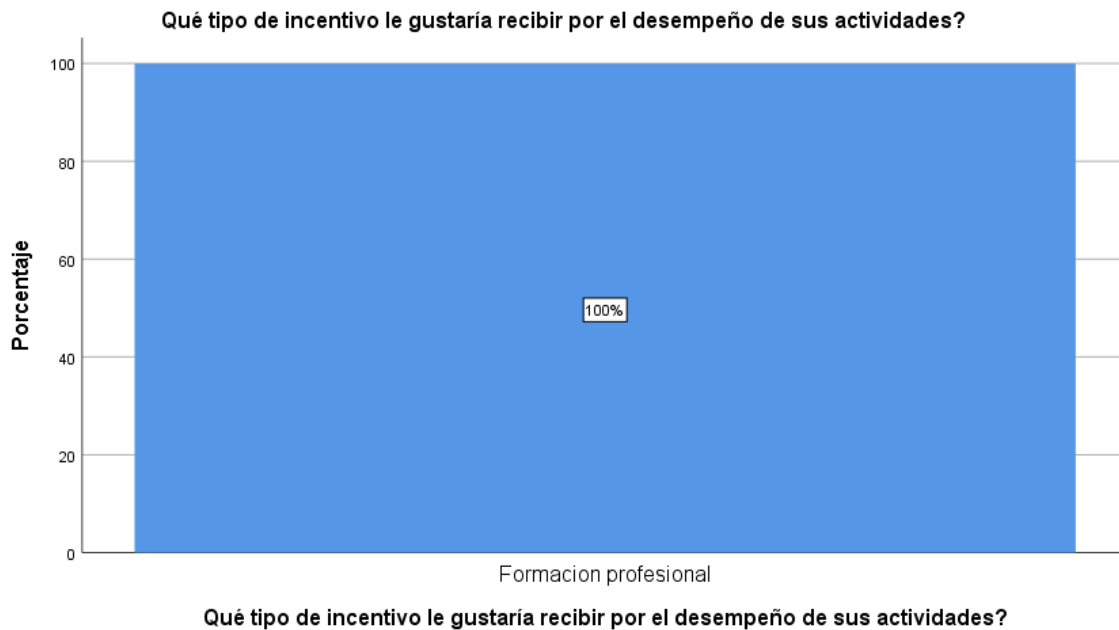 Qué tipo de incentivo le gustaría recibir por el desempeño de sus actividades?
100
80
60
40
20
0
Porcentaje
100%
Formacion profesional
Qué tipo de incentivo le gustaría recibir por el desempeño de sus actividades?